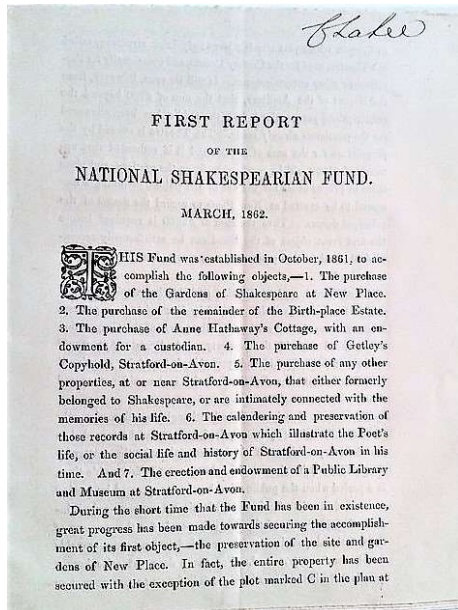 FIRST REPORT
OF THE
NATIONAL SHAKESPEARIAN FUND.
MARCH, 1862.
THIS Fund was established in October, 1861, to ac-
complish the following objects,—1. The purchase
of the Gardens of Shakespeare at New Place.
2. The purchase of the remainder of the Birth-place Estate.
3. The purchase of Anne Hathaway's Cottage, with an en-
dowment for a custodian. 4. The purchase of Getley's
Copyhold, Stratford-on-Avon. 5. The purchase of any other
properties, at or near Stratford-on-Avon, that either formerly
belonged to Shakespeare, or are intimately connected with the
memories of his life. 6. The calendering and preservation of
those records at Stratford-on-Avon which illustrate the Poet's
life, or the social life and history of Stratford-on-Avon in his
time. And 7. The erection and endowment of a Public Library
and Museum at Stratford-on-Avon.
During the short time that the Fund has been in existence,
great progress has been made towards securing the accomplish-
ment of its first object,—the preservation of the site and gar-
dens of New Place. In fact, the entire property has been
secured with the exception of the plot marked C in the plan at